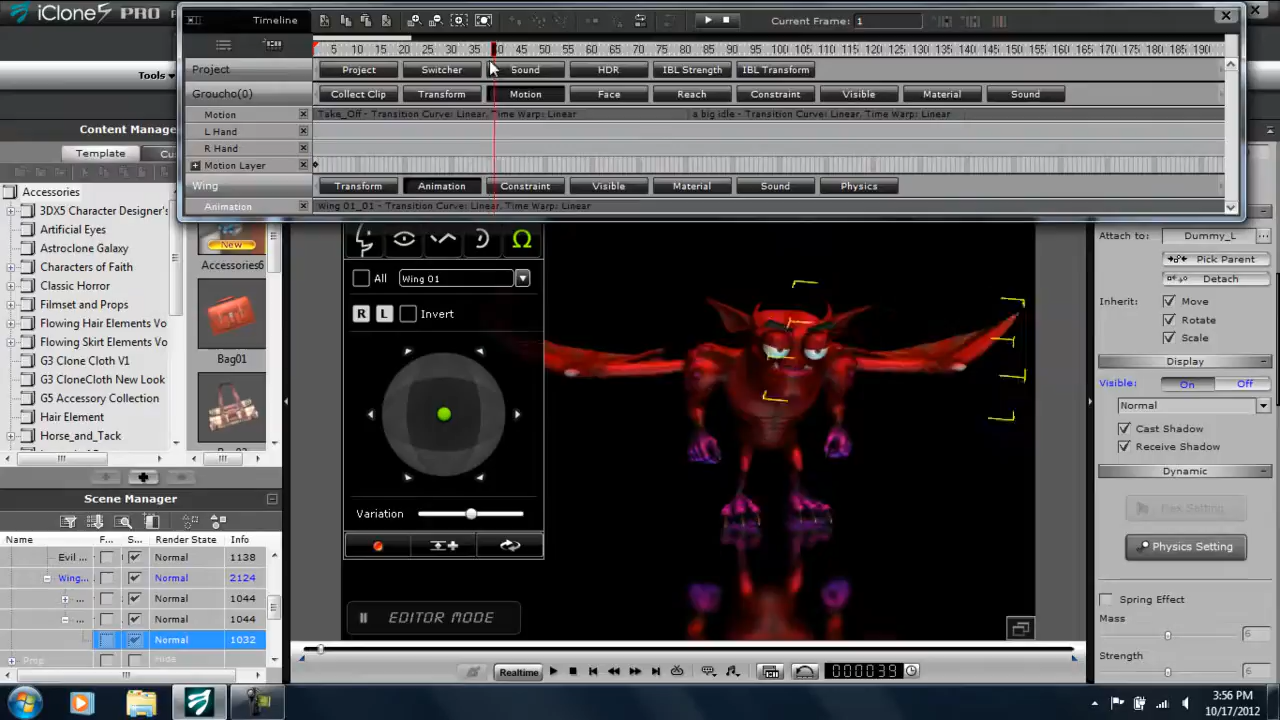 iClone5 PRO
Timeline
Current Frame: 1
5 10 15 20 25 30 35 40 45 50 55 60 65 70 75 80 85 90 95 100 105 110 115 120 125 130 135 140 145 150 155 160 165 170 175 180 185 190
Project Project Switcher Sound HDR IBL Strength IBL Transform
Groucho(0) Collect Clip Transform Motion Face Reach Constraint Visible Material Sound
Motion Take_Off - Transition Curve: Linear, Time Warp: Linear a big idle - Transition Curve: Linear, Time Warp: Linear
L Hand
R Hand
Motion Layer
Wing Transform Animation Constraint Visible Material Sound Physics
Animation Wing 01_01 - Transition Curve: Linear, Time Warp: Linear
Tools
Content Manager
Template Cu
Accessories
3DX5 Character Designer's
Artificial Eyes
Astroclone Galaxy
Characters of Faith
Classic Horror
Filmset and Props
Flowing Hair Elements Vo
Flowing Skirt Elements Vo
G3 Clone Cloth V1
G3 CloneCloth New Look
G5 Accessory Collection
Hair Element
Horse_and_Tack
New
Accessories6
Bag01
All Wing 01
R L Invert
Variation
EDITOR MODE
Attach to: Dummy_L ...
Pick Parent
Detach
Inherit: Move
Rotate
Scale
Display
Visible: On Off
Normal
Cast Shadow
Receive Shadow
Dynamic
Flex Setting
Physics Setting
Spring Effect
Mass
6
Strength
6
Scene Manager
Name F... S... Render State Info
Evil ... Normal 1138
Wing... Normal 2124
... Normal 1044
... Normal 1044
Normal 1032
Prop Hide
Realtime 000039
3:56 PM
10/17/2012